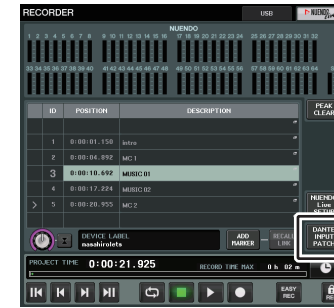 RECORDER
USB
NUENDO
NUENDO
1 2 3 4 5 6 7 8 9 10 11 12 13 14 15 16 17 18 19 20 21 22 23 24 25 26 27 28 29 30 31 32
33 34 35 36 37 38 39 40 41 42 43 44 45 46 47 48 49 50 51 52 53 54 55 56 57 58 59 60 61 62 63 64
PEAK
CLEAR
ID POSITION DESCRIPTION
1 0:00:01.150 intro
2 0:00:04.892 MC 1
3 0:00:10.692 MUSIC 01
4 0:00:17.224 MUSIC 02
> 5 0:00:20.955 MC 2
NUENDO
Live
SETUP
DANTE
INPUT
PATCH
DEVICE LABEL
masahirolets
ADD
MARKER
RECALL
LINK
PROJECT TIME 0:00:21.925
RECORD TIME MAX. 0 h 02 m
EASY
REC